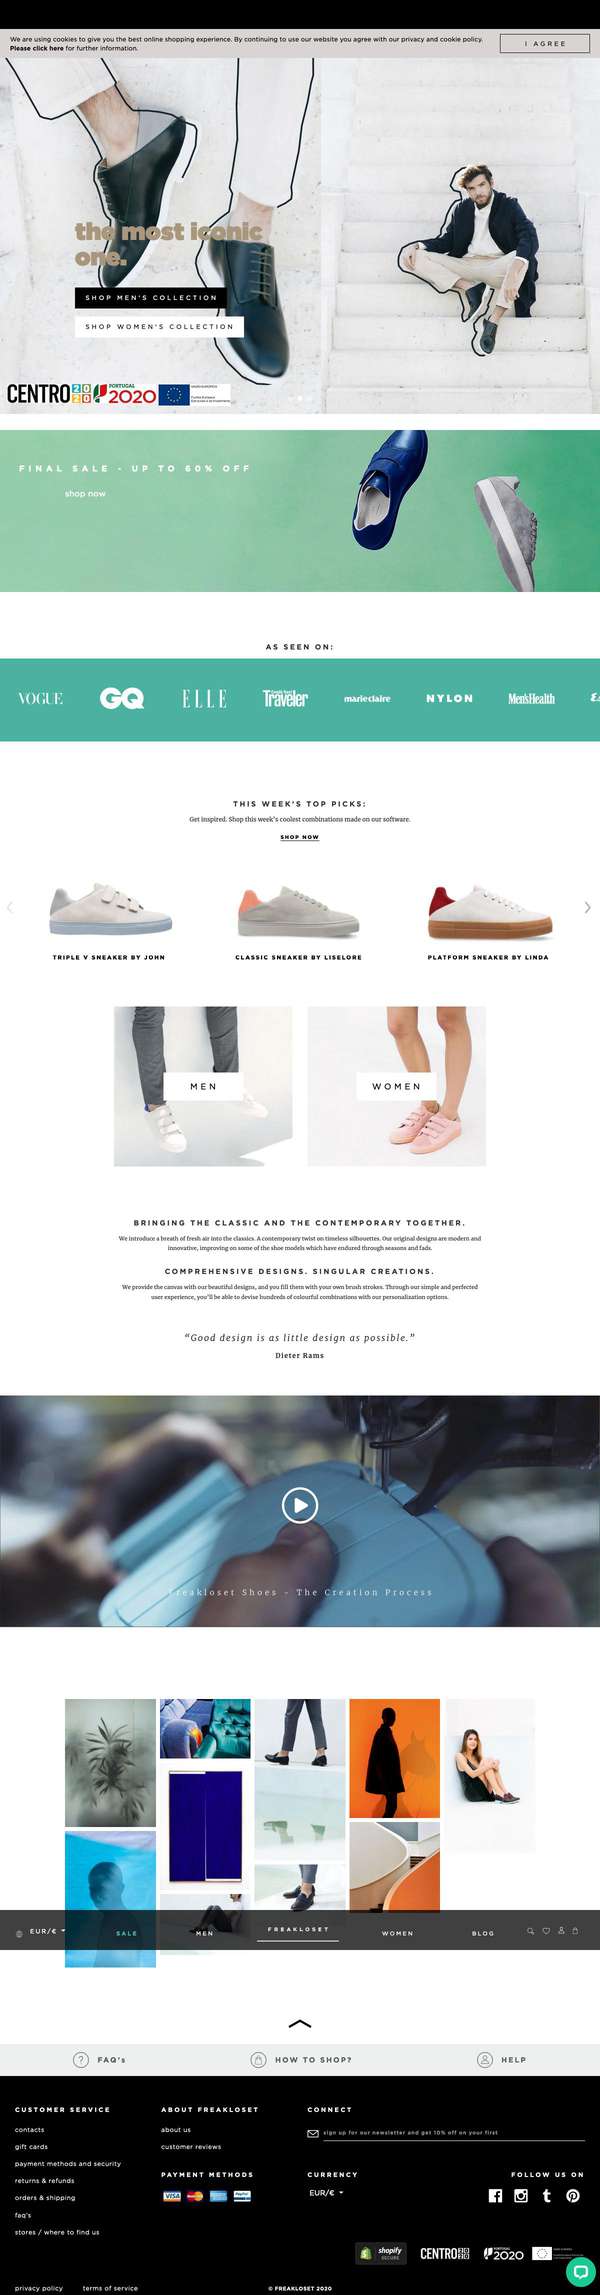 We are using cookies to give you the best online shopping experience. By continuing to use our website you agree with our privacy and cookie policy.
Please click here for further information.
I AGREE
the most iconic
one.
SHOP MEN'S COLLECTION
SHOP WOMEN'S COLLECTION
CENTRO 2020
PORTUGAL
2020
FINAL SALE - UP TO 60% OFF
shop now
AS SEEN ON:
VOGUE
GQ
ELLE
Traveler
marie claire
NYLON
Men'sHealth
THIS WEEK'S TOP PICKS:
Get inspired. Shop this week's coolest combinations made on our software.
SHOP NOW
TRIPLE V SNEAKER BY JOHN
CLASSIC SNEAKER BY LISELORE
PLATFORM SNEAKER BY LINDA
MEN
WOMEN
BRINGING THE CLASSIC AND THE CONTEMPORARY TOGETHER.
We introduce a breath of fresh air into the classics. A contemporary twist on timeless silhouettes. Our original designs are modern and
innovative, improving on some of the shoe models which have endured through seasons and fads.
COMPREHENSIVE DESIGNS. SINGULAR CREATIONS.
We provide the canvas with our beautiful designs, and you fill them with your own brush strokes. Through our simple and perfected
user experience, you'll be able to devise hundreds of colourful combinations with our personalization options.
“Good design is as little design as possible.”
Dieter Rams
Freakloset Shoes - The Creation Process
EUR/€
SALE
MEN
FREAKLOSET
WOMEN
BLOG
FAQ's
HOW TO SHOP?
HELP
CUSTOMER SERVICE
contacts
gift cards
payment methods and security
returns & refunds
orders & shipping
faq's
stores / where to find us
ABOUT FREAKLOSET
about us
customer reviews
PAYMENT METHODS
VISA
PayPal
CONNECT
sign up for our newsletter and get 10% off on your first
CURRENCY
EUR/€
FOLLOW US ON
shopify
SECURE
CENTRO 2020
PORTUGAL
2020
privacy policy
terms of service
© FREAKLOSET 2020